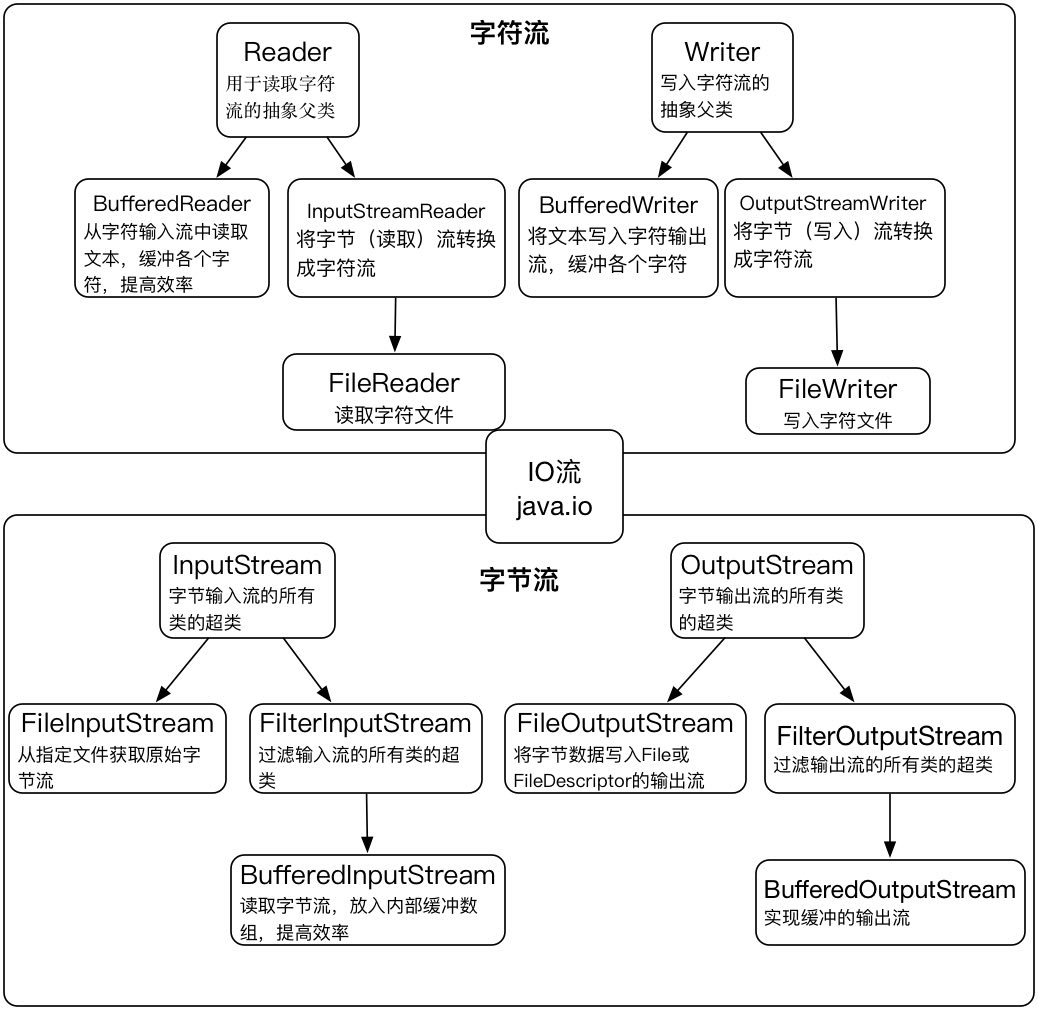 字符流
Reader
用于读取字符
流的抽象父类
Writer
写入字符流的
抽象父类
BufferedReader
从字符输入流中读取
文本，缓冲各个字
符，提高效率
InputStreamReader
将字节（读取）流转换
成字符流
BufferedWriter
将文本写入字符输出
流，缓冲各个字符
OutputStreamWriter
将字节（写入）流转换
成字符流
FileReader
读取字符文件
FileWriter
写入字符文件
IO流
java.io
字节流
InputStream
字节输入流的所有
类的超类
OutputStream
字节输出流的所有类
的超类
FileInputStream
从指定文件获取原始字
节流
FilterInputStream
过滤输入流的所有类的超
类
FileOutputStream
将字节数据写入File或
FileDescriptor的输出流
FilterOutputStream
过滤输出流的所有类的超类
BufferedInputStream
读取字节流，放入内部缓冲数
组，提高效率
BufferedOutputStream
实现缓冲的输出流